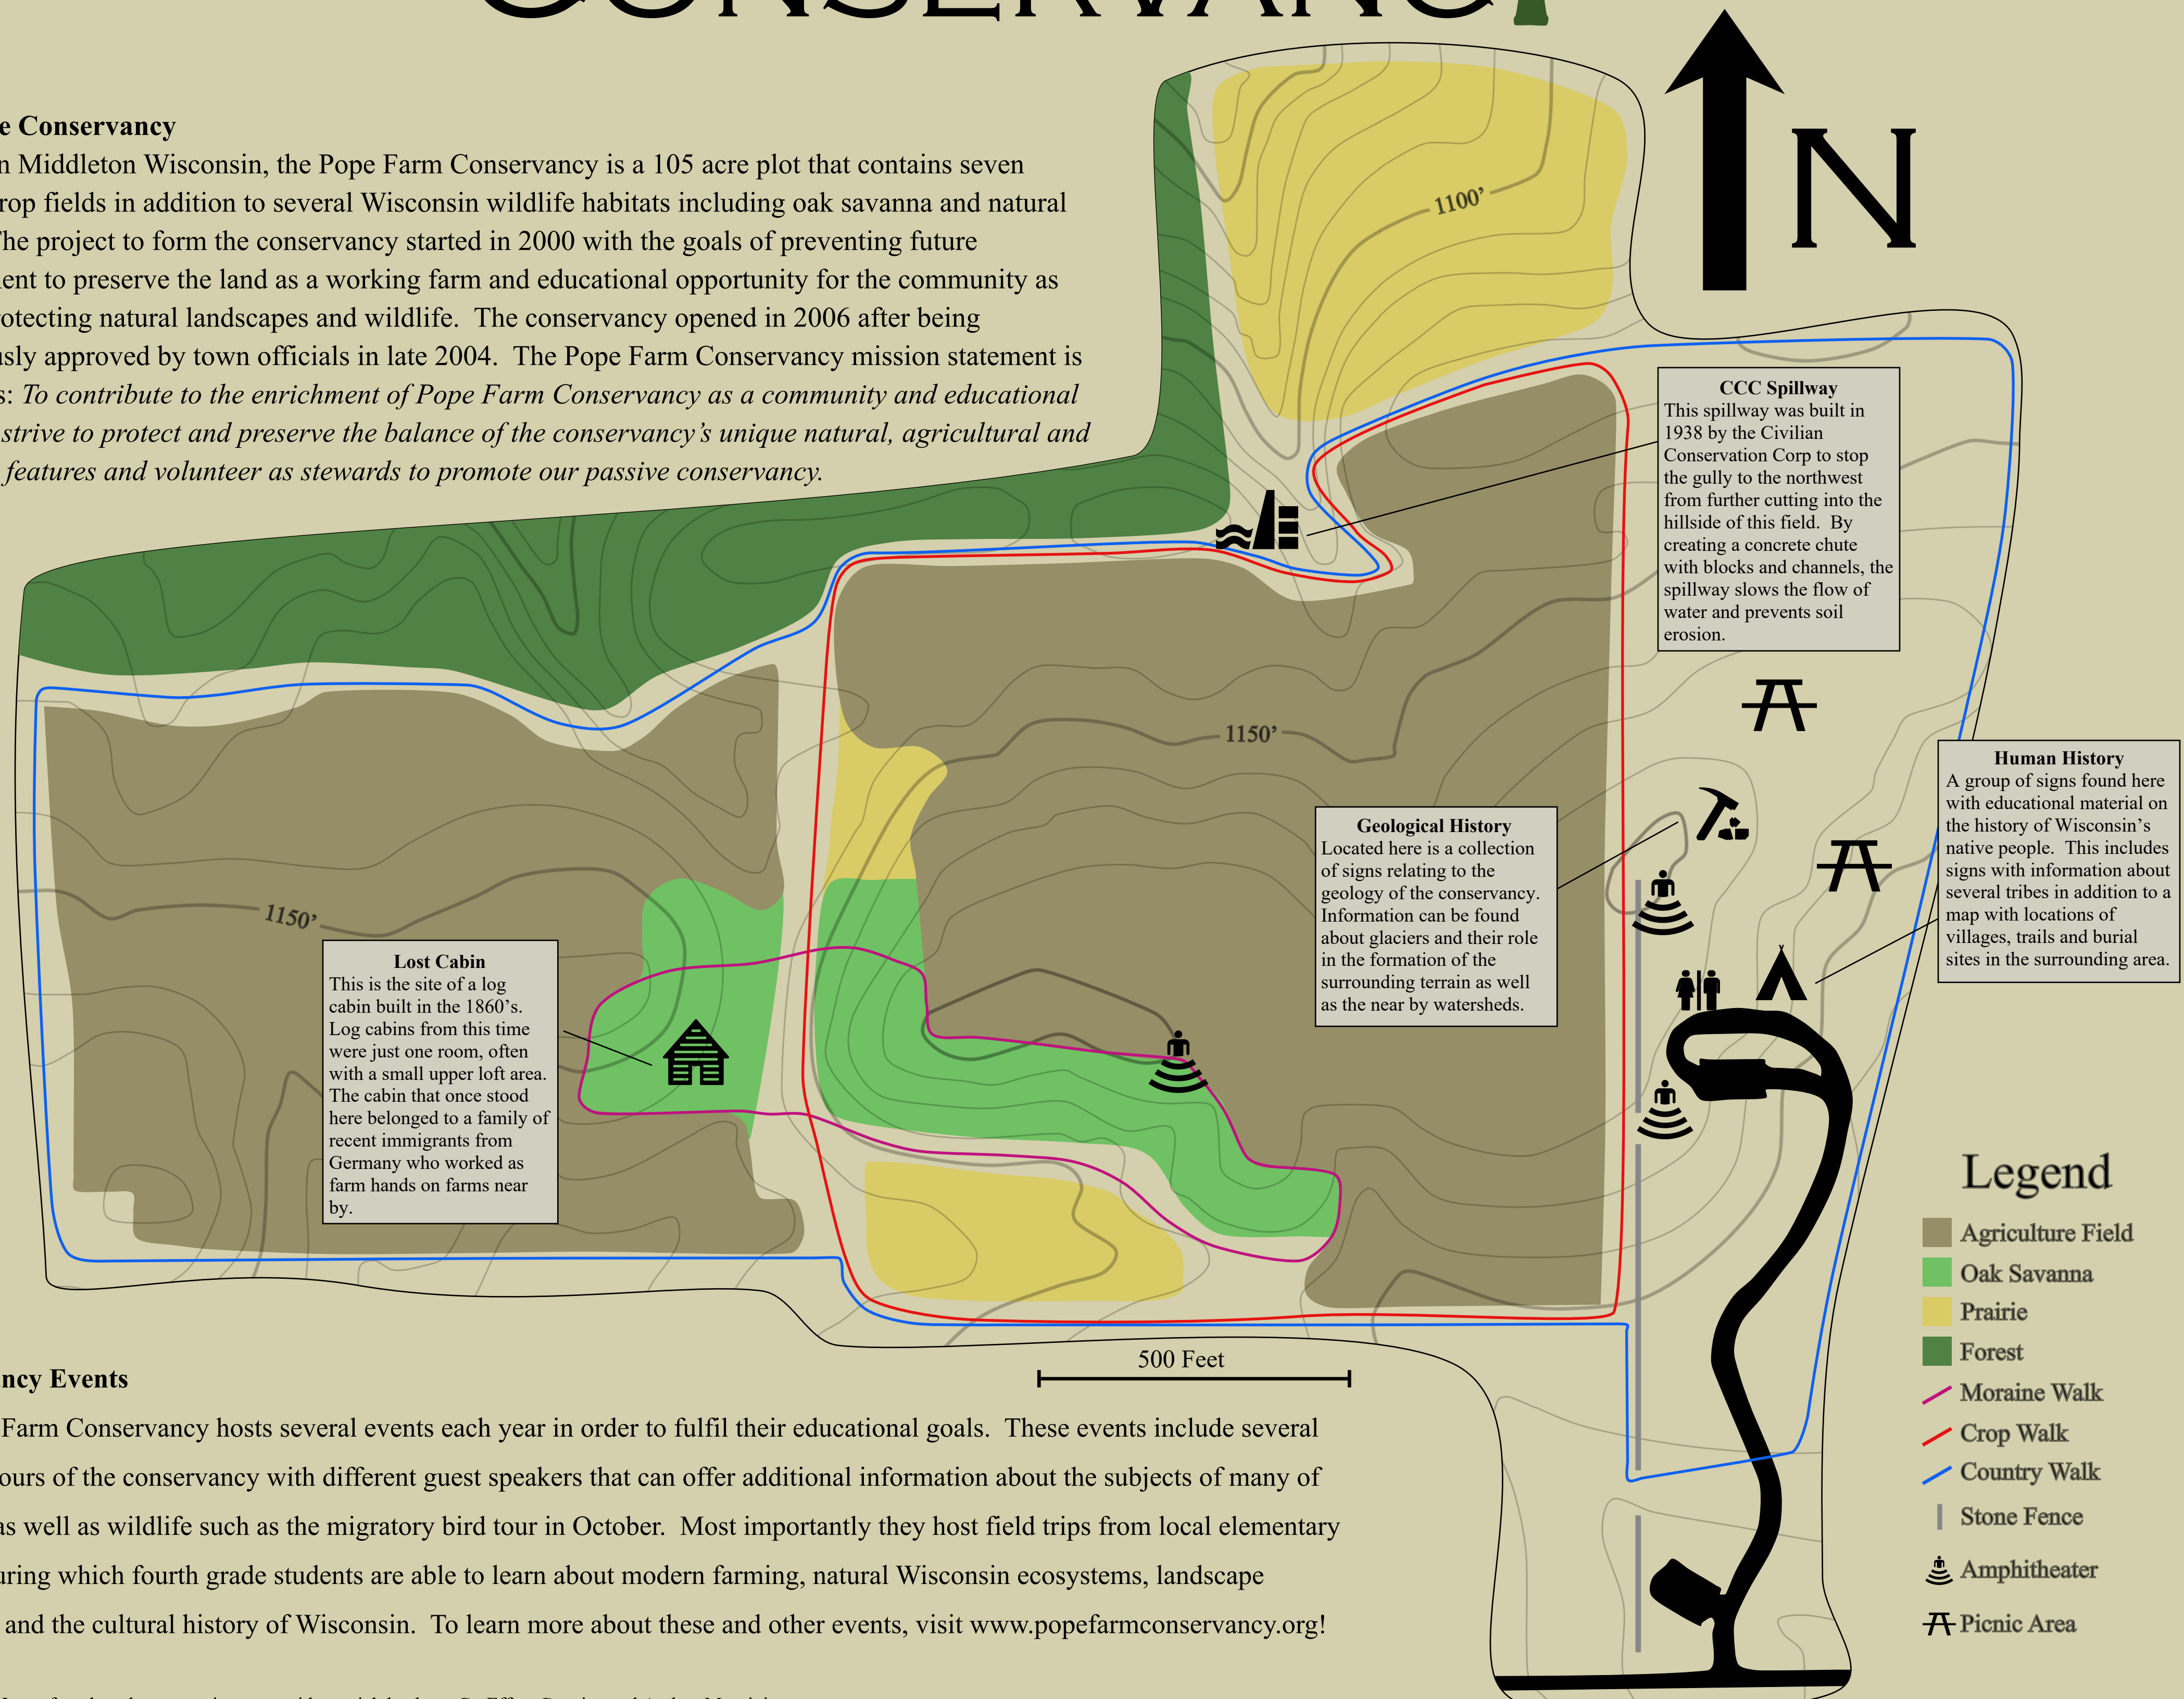 CONSERVANCY
e Conservancy
n Middleton Wisconsin, the Pope Farm Conservancy is a 105 acre plot that contains seven
rop fields in addition to several Wisconsin wildlife habitats including oak savanna and natural
The project to form the conservancy started in 2000 with the goals of preventing future
ent to preserve the land as a working farm and educational opportunity for the community as
rotecting natural landscapes and wildlife. The conservancy opened in 2006 after being
usly approved by town officials in late 2004. The Pope Farm Conservancy mission statement is
s: To contribute to the enrichment of Pope Farm Conservancy as a community and educational
strive to protect and preserve the balance of the conservancy's unique natural, agricultural and
features and volunteer as stewards to promote our passive conservancy.
N
1100'
CCC Spillway
This spillway was built in
1938 by the Civilian
Conservation Corp to stop
the gully to the northwest
from further cutting into the
hillside of this field. By
creating a concrete chute
with blocks and channels, the
spillway slows the flow of
water and prevents soil
erosion.
1150'
Human History
A group of signs found here
with educational material on
the history of Wisconsin's
native people. This includes
signs with information about
several tribes in addition to a
map with locations of
villages, trails and burial
sites in the surrounding area.
Geological History
Located here is a collection
of signs relating to the
geology of the conservancy.
Information can be found
about glaciers and their role
in the formation of the
surrounding terrain as well
as the near by watersheds.
1150'
Lost Cabin
This is the site of a log
cabin built in the 1860's.
Log cabins from this time
were just one room, often
with a small upper loft area.
The cabin that once stood
here belonged to a family of
recent immigrants from
Germany who worked as
farm hands on farms near
by.
Legend
Agriculture Field
Oak Savanna
Prairie
Forest
Moraine Walk
Crop Walk
Country Walk
Stone Fence
Amphitheater
Picnic Area
500 Feet
ncy Events
Farm Conservancy hosts several events each year in order to fulfil their educational goals. These events include several
ours of the conservancy with different guest speakers that can offer additional information about the subjects of many of
as well as wildlife such as the migratory bird tour in October. Most importantly they host field trips from local elementary
uring which fourth grade students are able to learn about modern farming, natural Wisconsin ecosystems, landscape
and the cultural history of Wisconsin. To learn more about these and other events, visit www.popefarmconservancy.org!